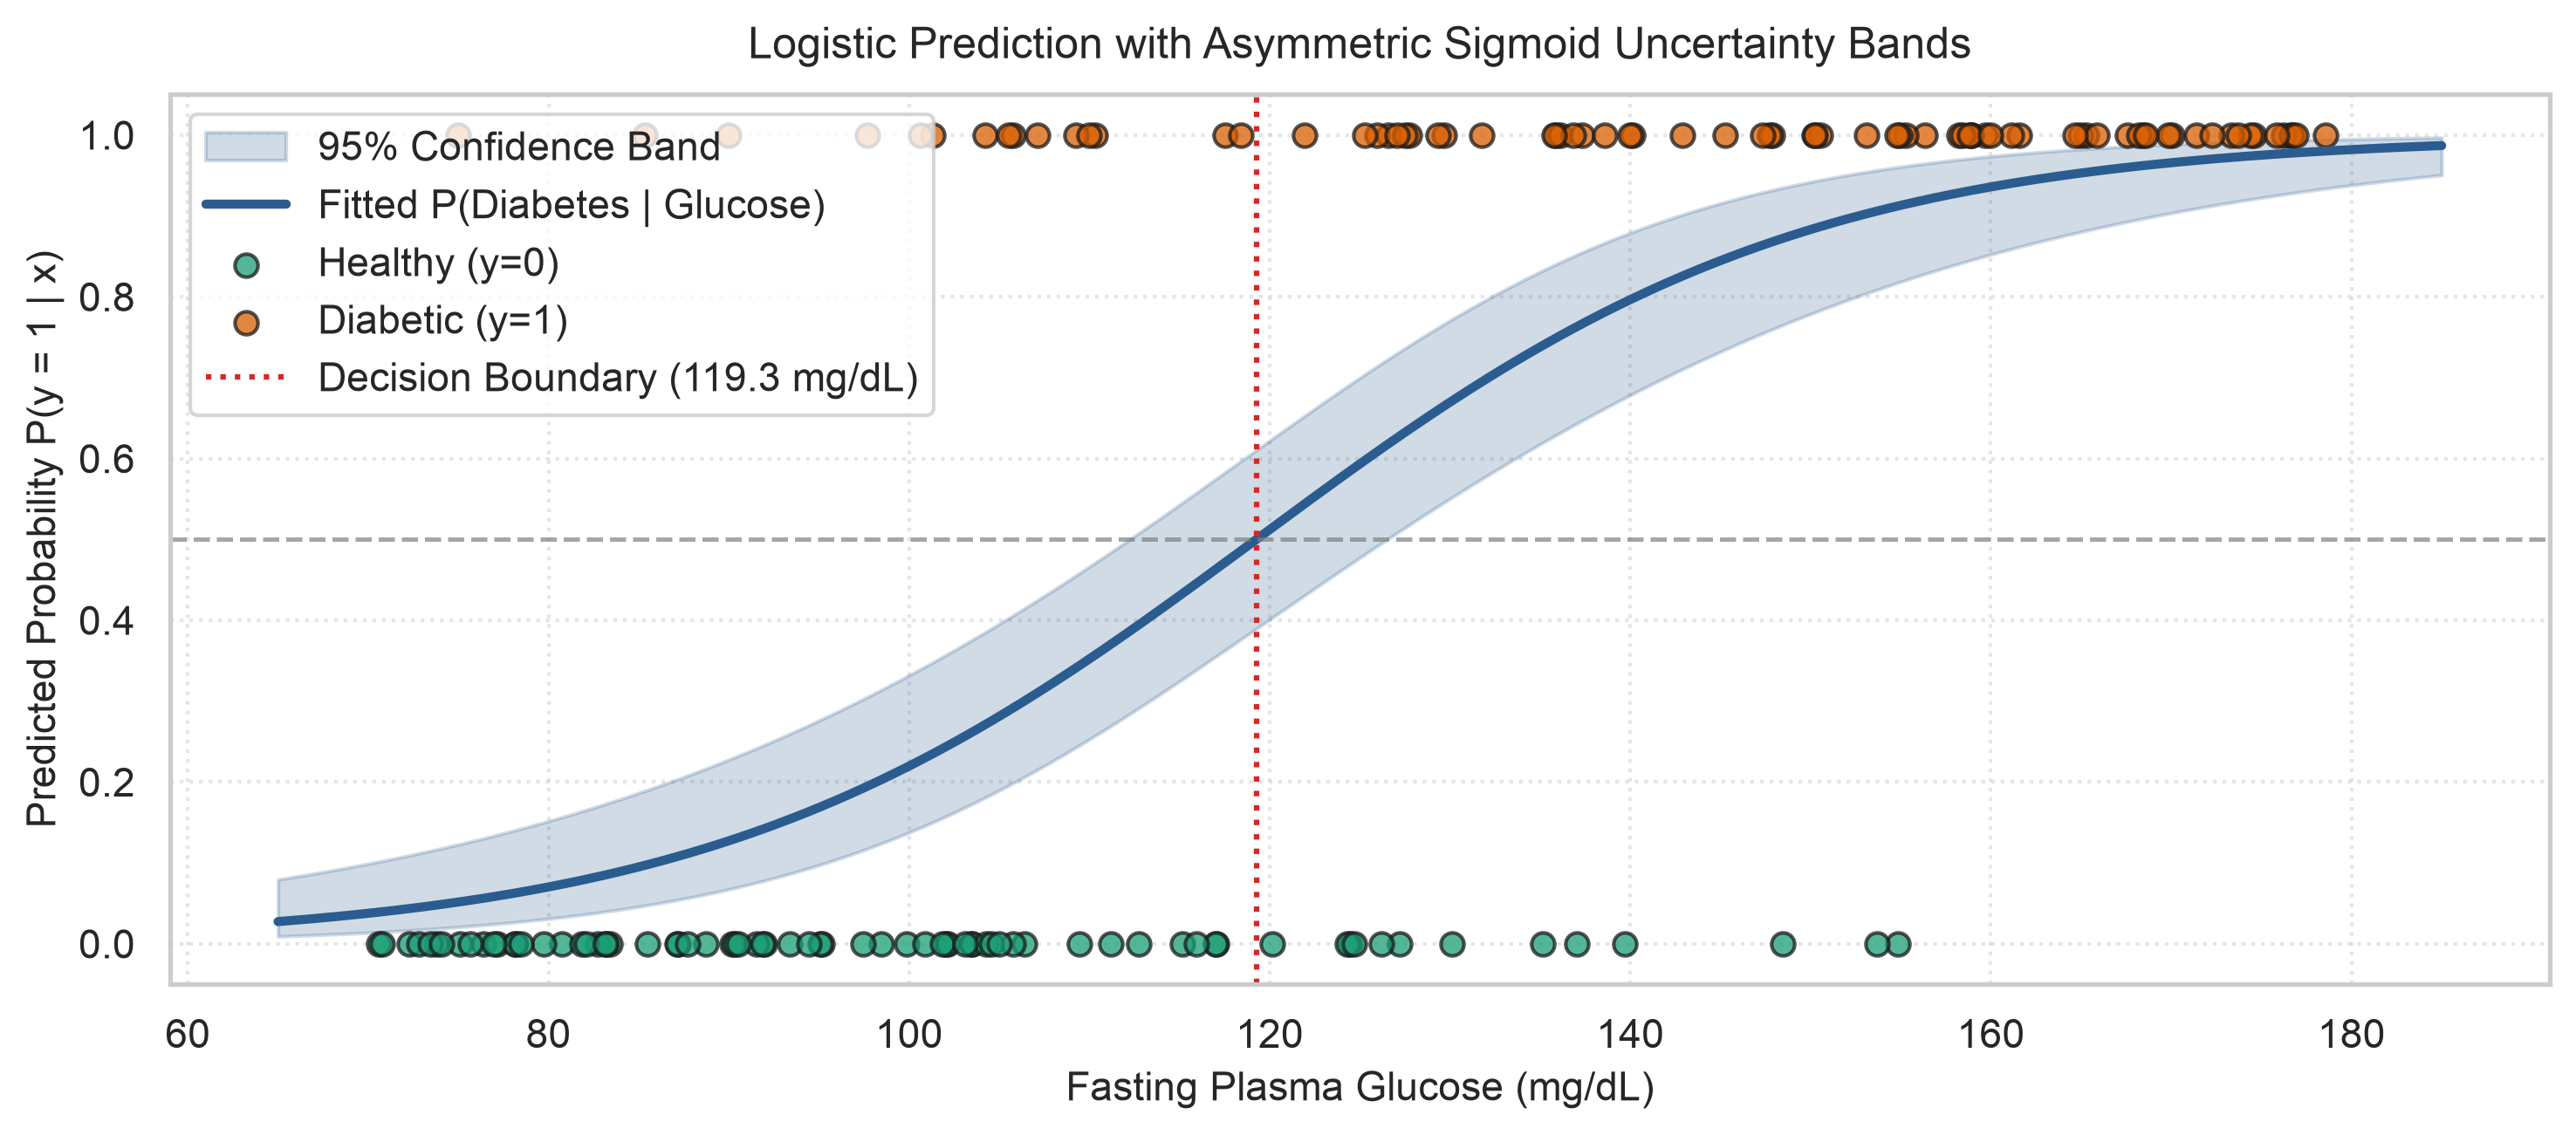 Logistic Prediction with Asymmetric Sigmoid Uncertainty Bands
Predicted Probability P(y = 1 | x)
1.0
0.8
0.6
0.4
0.2
0.0
95% Confidence Band
Fitted P(Diabetes | Glucose)
Healthy (y=0)
Diabetic (y=1)
Decision Boundary (119.3 mg/dL)
60 80 100 120 140 160 180
Fasting Plasma Glucose (mg/dL)